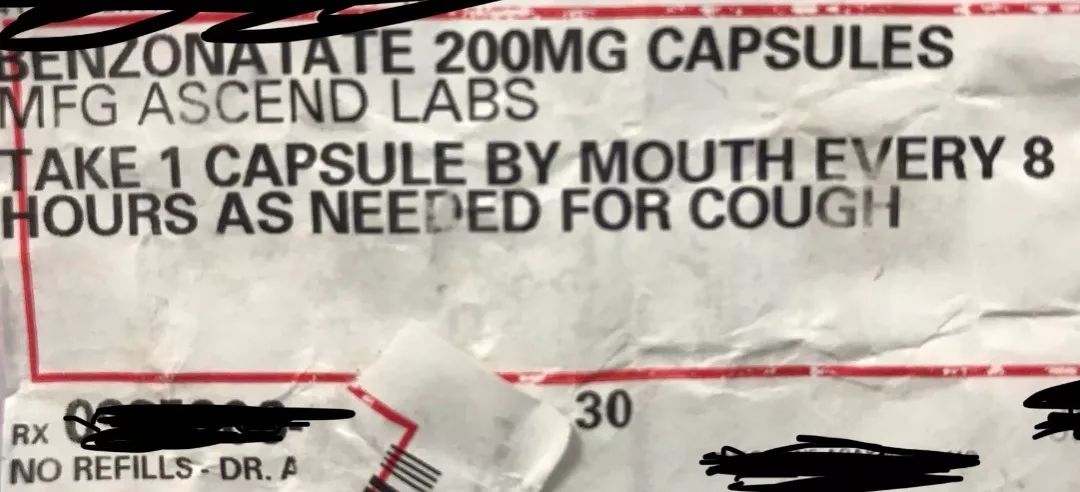 BENZONATATE 200MG CAPSULES
MFG ASCEND LABS
TAKE 1 CAPSULE BY MOUTH EVERY 8
HOURS AS NEEDED FOR COUGH
30
RX
NO REFILLS - DR. A